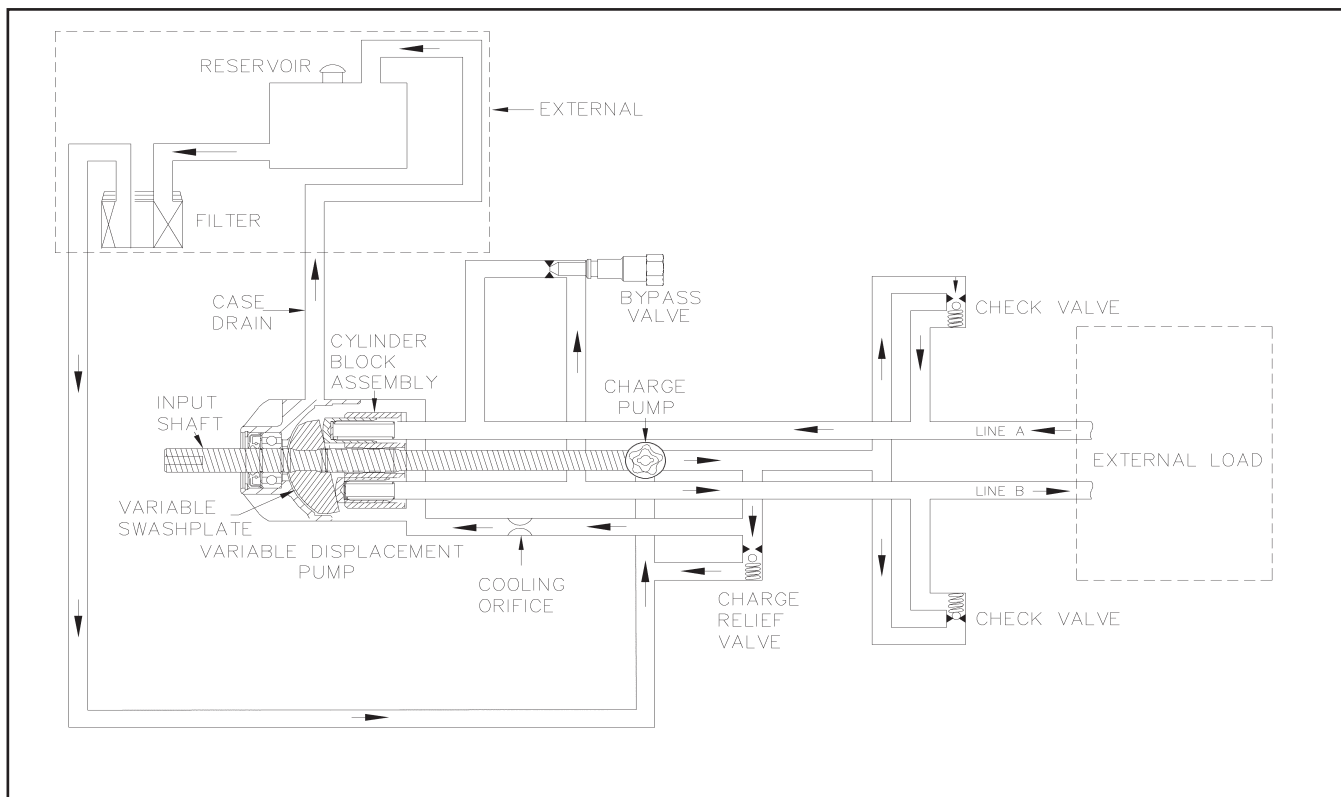 RESERVOIR
EXTERNAL
FILTER
CASE
DRAIN
BYPASS
VALVE
CHECK VALVE
CYLINDER
BLOCK
ASSEMBLY
CHARGE
PUMP
INPUT
SHAFT
LINE A
EXTERNAL LOAD
LINE B
VARIABLE
SWASHPLATE
VARIABLE DISPLACEMENT
PUMP
COOLING
ORIFICE
CHARGE
RELIEF
VALVE
CHECK VALVE